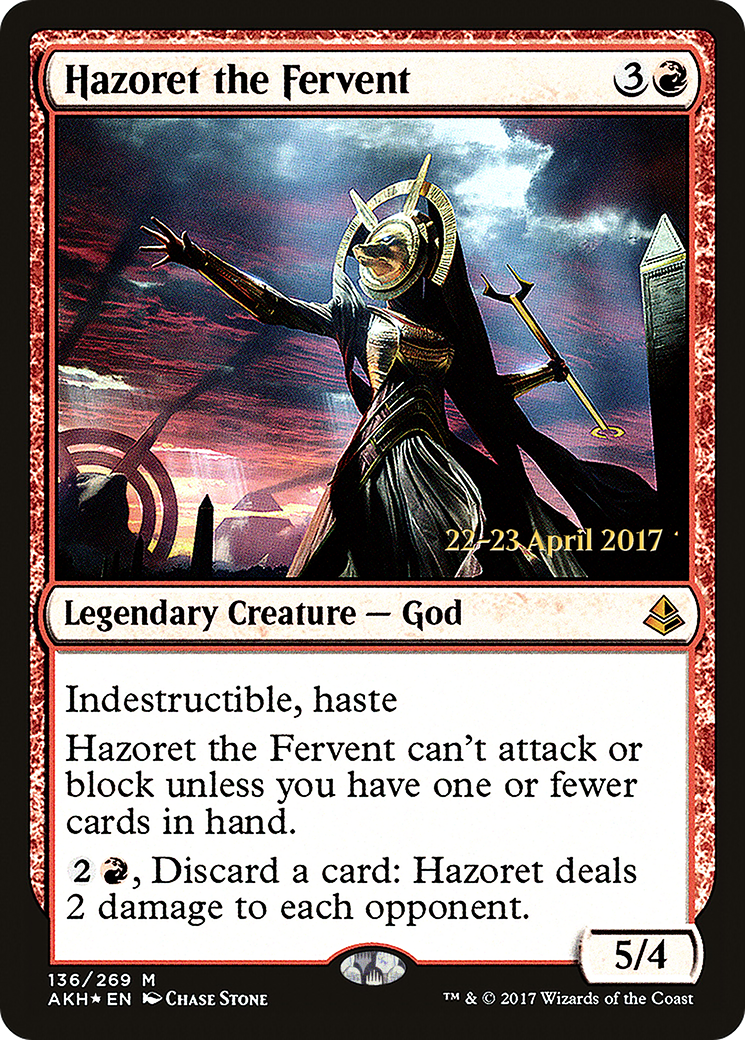 Hazoret the Fervent 3
22-23 April 2017
Legendary Creature — God
Indestructible, haste
Hazoret the Fervent can't attack or
block unless you have one or fewer
cards in hand.
2 , Discard a card: Hazoret deals
2 damage to each opponent.
5/4
136/269 M
AKH★EN Chase Stone
™ & © 2017 Wizards of the Coast